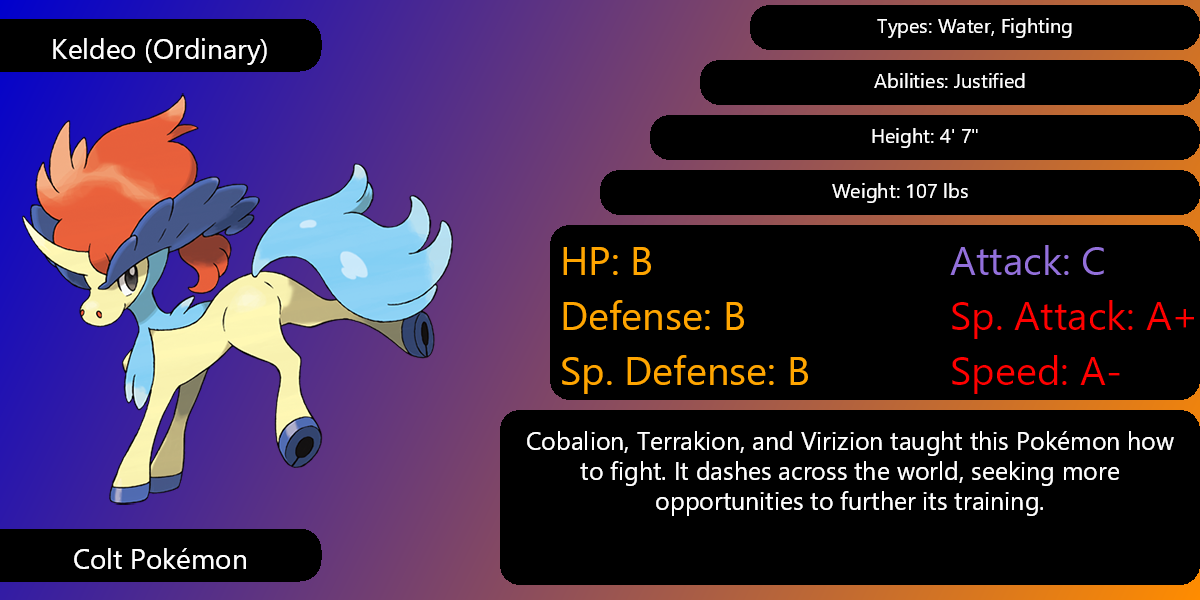 Keldeo (Ordinary)
Types: Water, Fighting
Abilities: Justified
Height: 4' 7"
Weight: 107 lbs
HP: B
Attack: C
Defense: B
Sp. Attack: A+
Sp. Defense: B
Speed: A-
Cobalion, Terrakion, and Virizion taught this Pokémon how
to fight. It dashes across the world, seeking more
opportunities to further its training.
Colt Pokémon